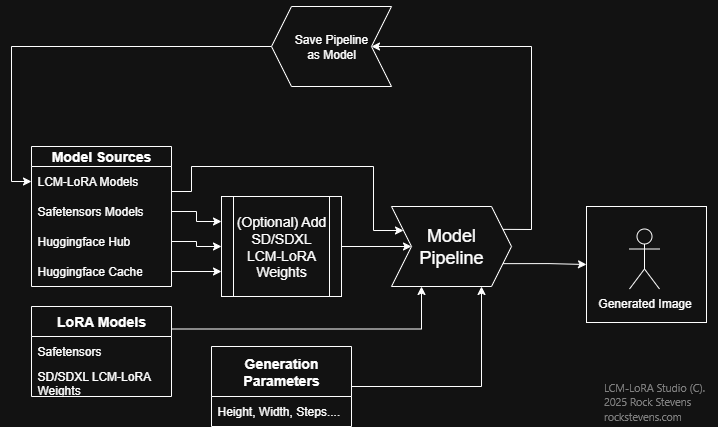 Save Pipeline
as Model
Model Sources
LCM-LoRA Models
Safetensors Models
Huggingface Hub
Huggingface Cache
(Optional) Add
SD/SDXL
LCM-LoRA
Weights
Model
Pipeline
Generated Image
LoRA Models
Safetensors
SD/SDXL LCM-LoRA
Weights
Generation
Parameters
Height, Width, Steps....
LCM-LoRA Studio (C).
2025 Rock Stevens
rockstevens.com